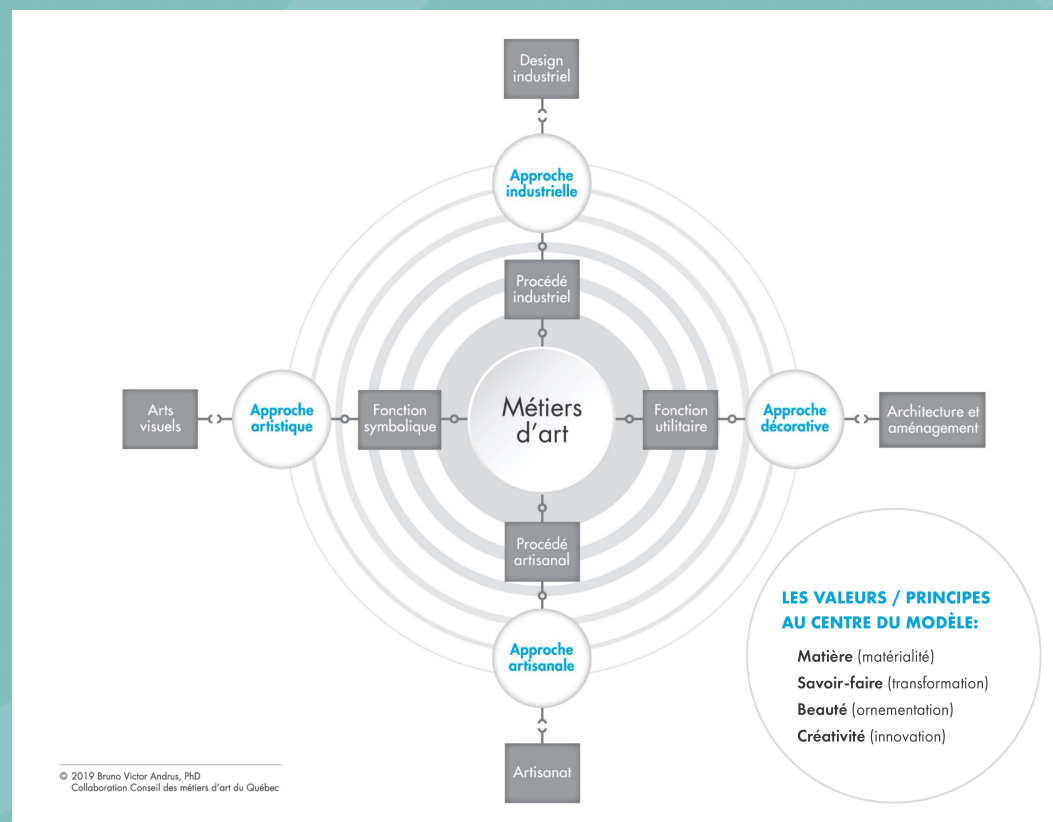 Design
industriel
Approche
industrielle
Procédé
industriel
Arts
visuels
Approche
artistique
Fonction
symbolique
Métiers
d'art
Fonction
utilitaire
Approche
décorative
Architecture et
aménagement
Procédé
artisanal
Approche
artisanale
Artisanat
LES VALEURS / PRINCIPES
AU CENTRE DU MODÈLE:
Matière (matérialité)
Savoir-faire (transformation)
Beauté (ornementation)
Créativité (innovation)
© 2019 Bruno Victor Andrus, PhD
Collaboration Conseil des métiers d'art du Québec